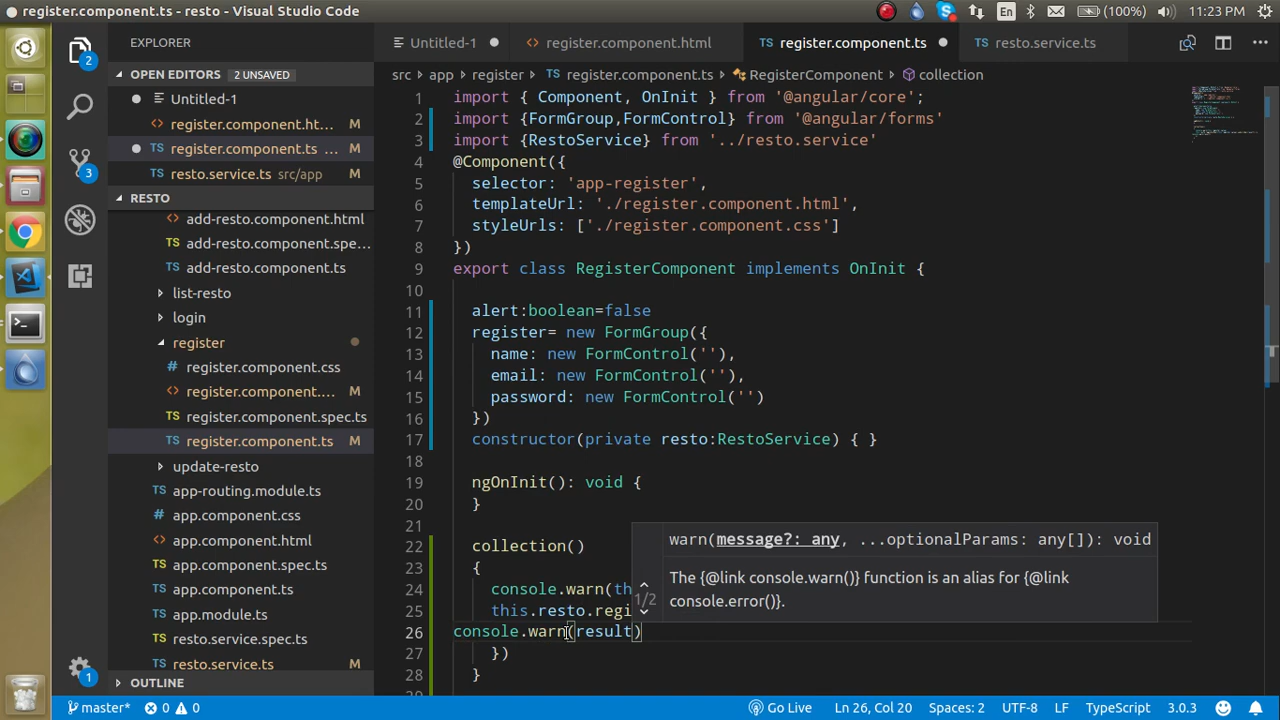 register.component.ts - resto - Visual Studio Code
En
(100%)
11:23 PM
EXPLORER
Untitled-1
register.component.html
register.component.ts
resto.service.ts
OPEN EDITORS
2 UNSAVED
Untitled-1
register.component.ht... M
register.component.ts ... M
resto.service.ts src/app M
RESTO
add-resto.component.html
add-resto.component.spe...
add-resto.component.ts
list-resto
login
register
register.component.css
register.component.... M
register.component.spec.ts
register.component.ts M
update-resto
app-routing.module.ts
app.component.css
app.component.html
app.component.spec.ts
app.component.ts
app.module.ts
resto.service.spec.ts
resto.service.ts M
OUTLINE
2
3
1
src app register register.component.ts RegisterComponent collection
1 import { Component, OnInit } from '@angular/core';
2 import {FormGroup,FormControl} from '@angular/forms'
3 import {RestoService} from '../resto.service'
4 @Component({
5 selector: 'app-register',
6 templateUrl: './register.component.html',
7 styleUrls: ['./register.component.css']
8 })
9 export class RegisterComponent implements OnInit {
10
11 alert:boolean=false
12 register= new FormGroup({
13 name: new FormControl(''),
14 email: new FormControl(''),
15 password: new FormControl('')
16 })
17 constructor(private resto:RestoService) { }
18
19 ngOnInit(): void {
20 }
21
22 collection()
23 {
24 console.warn(th
25 this.resto.regi
26 console.warn(result)
27 })
28 }
warn(message?: any, ...optionalParams: any[]): void
1/2
The {@link console.warn()} function is an alias for {@link
console.error()}.
master* 0 0 Go Live Ln 26, Col 20 Spaces: 2 UTF-8 LF TypeScript 3.0.3